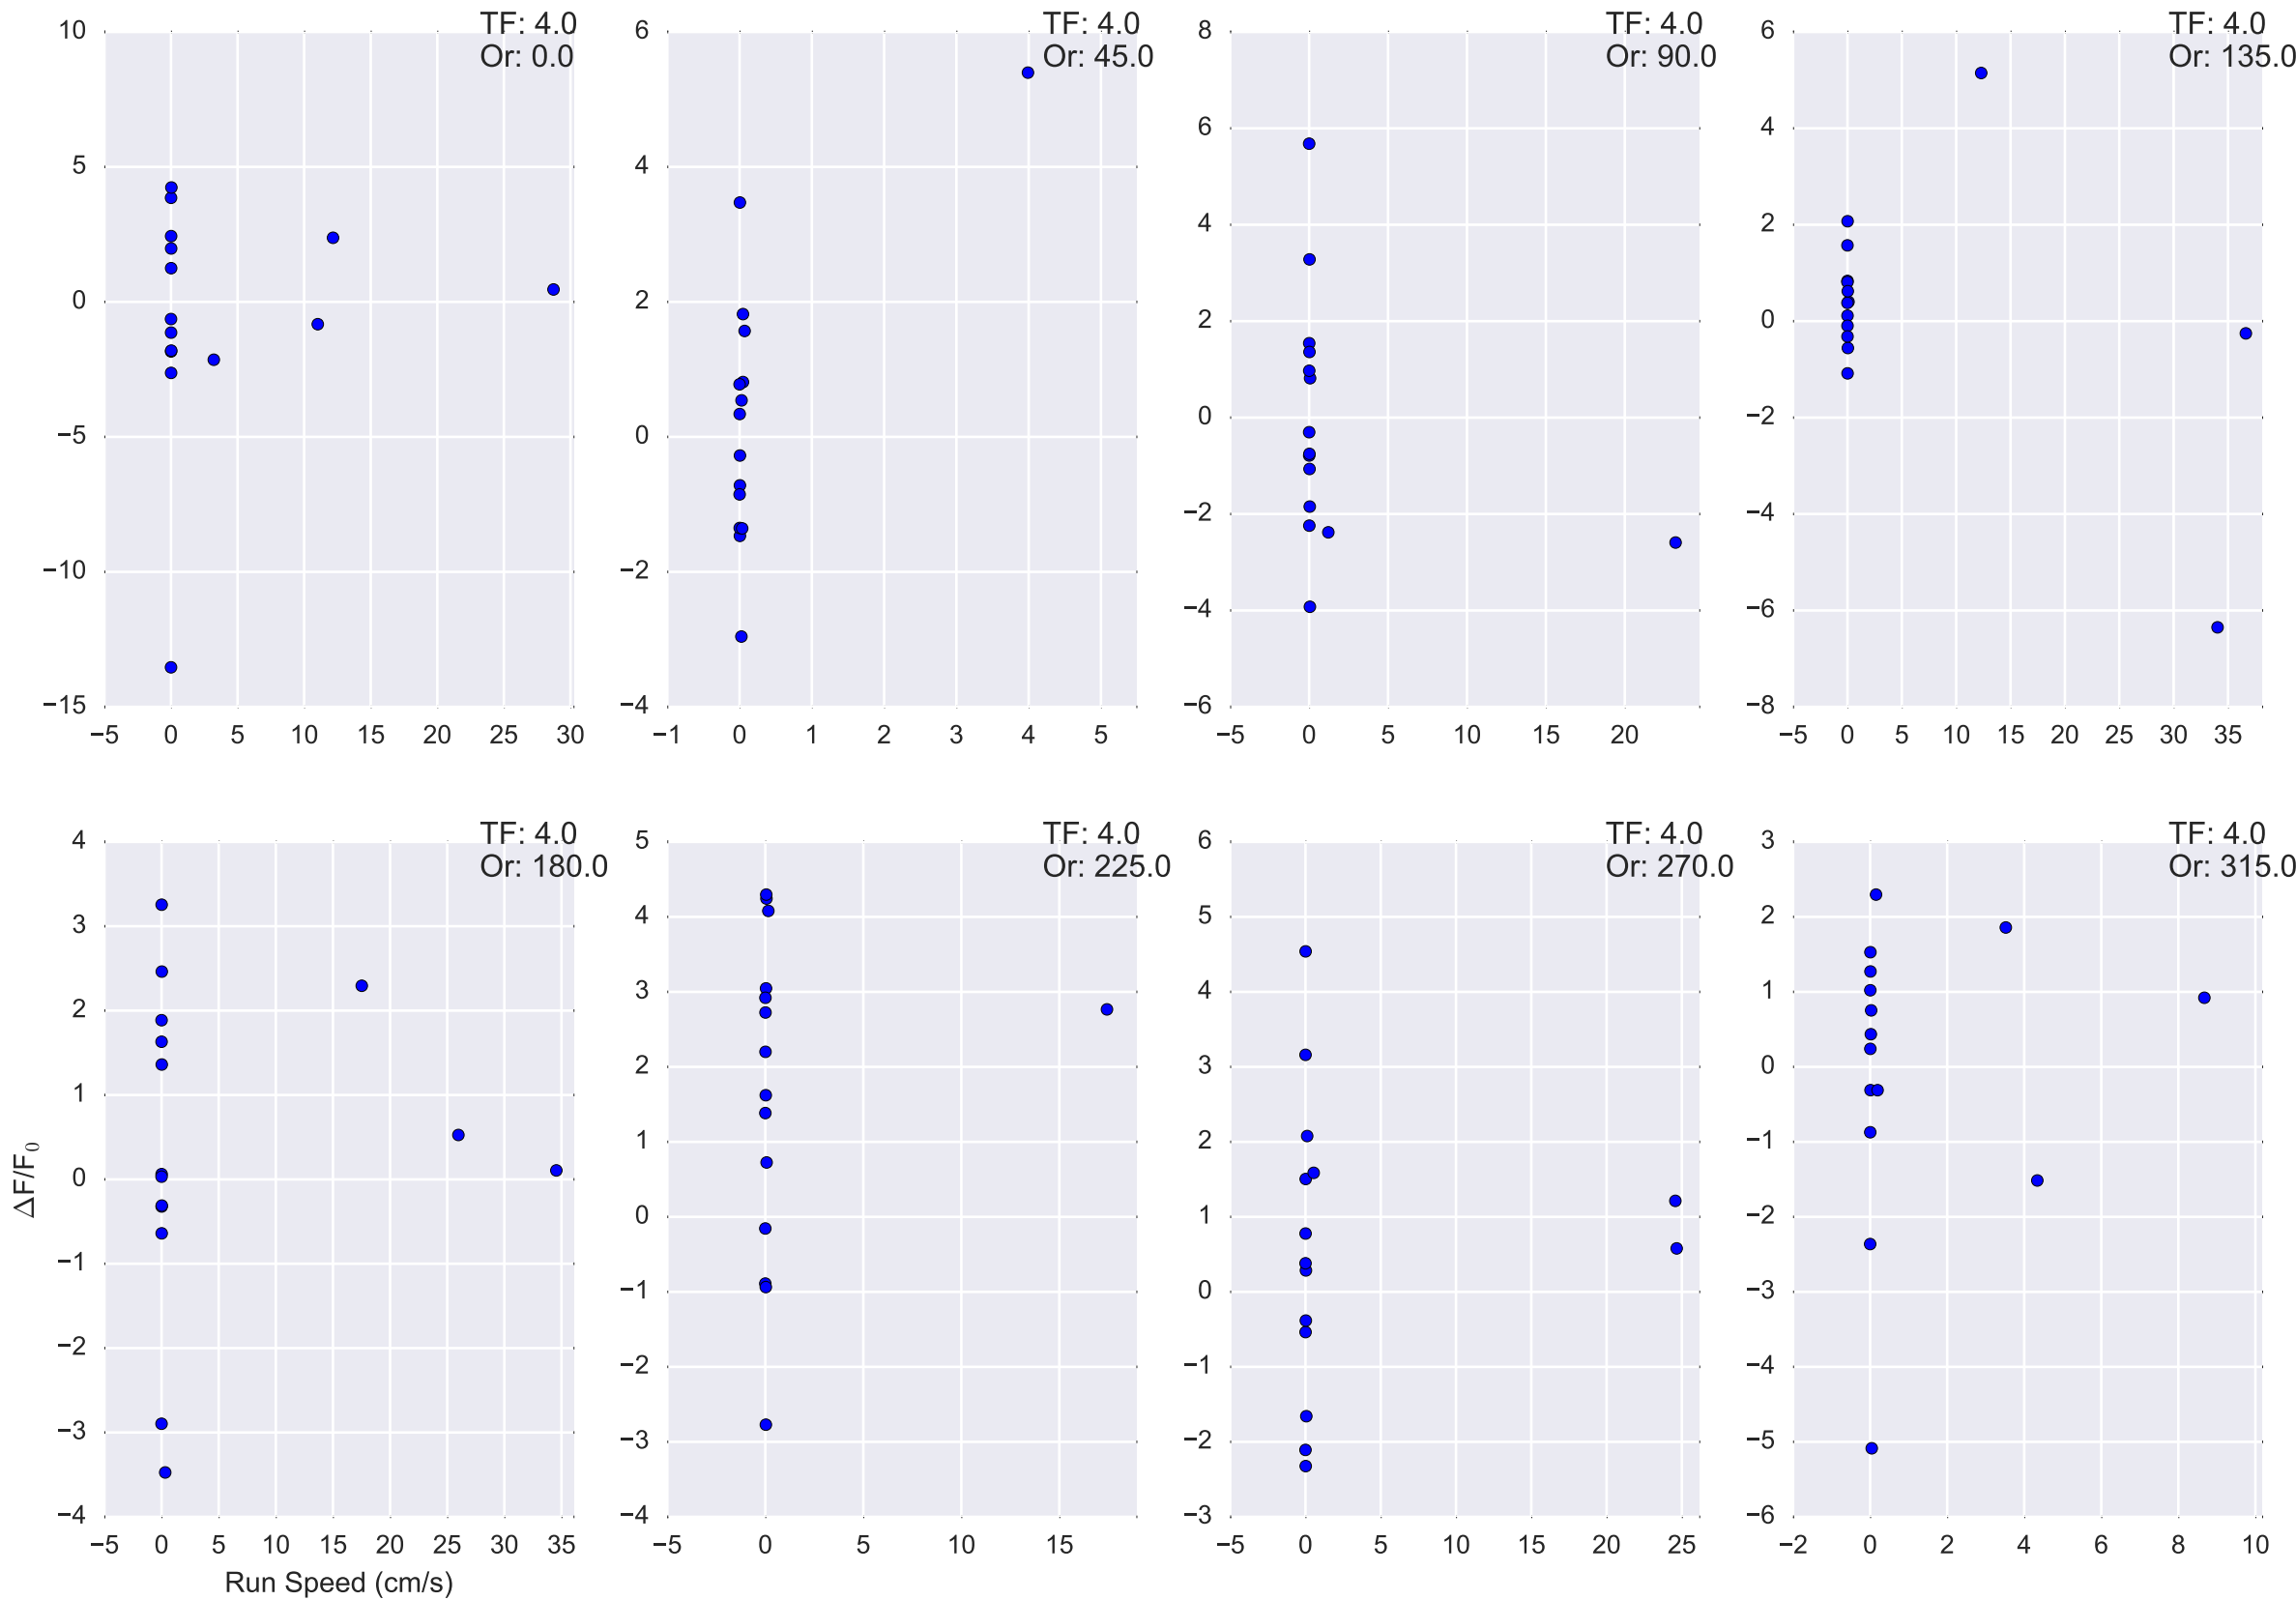 TF: 4.0
Or: 0.0
10
5
0
−5
−10
−15
−5 0 5 10 15 20 25 30
TF: 4.0
Or: 45.0
6
4
2
0
−2
−4
−1 0 1 2 3 4 5
TF: 4.0
Or: 90.0
8
6
4
2
0
−2
−4
−6
−5 0 5 10 15 20
TF: 4.0
Or: 135.0
6
4
2
0
−2
−4
−6
−8
−5 0 5 10 15 20 25 30 35
TF: 4.0
Or: 180.0
4
3
2
1
0
−1
−2
−3
−4
−5 0 5 10 15 20 25 30 35
ΔF/F₀
Run Speed (cm/s)
TF: 4.0
Or: 225.0
5
4
3
2
1
0
−1
−2
−3
−4
−5 0 5 10 15
TF: 4.0
Or: 270.0
6
5
4
3
2
1
0
−1
−2
−3
−5 0 5 10 15 20 25
TF: 4.0
Or: 315.0
3
2
1
0
−1
−2
−3
−4
−5
−6
−2 0 2 4 6 8 10